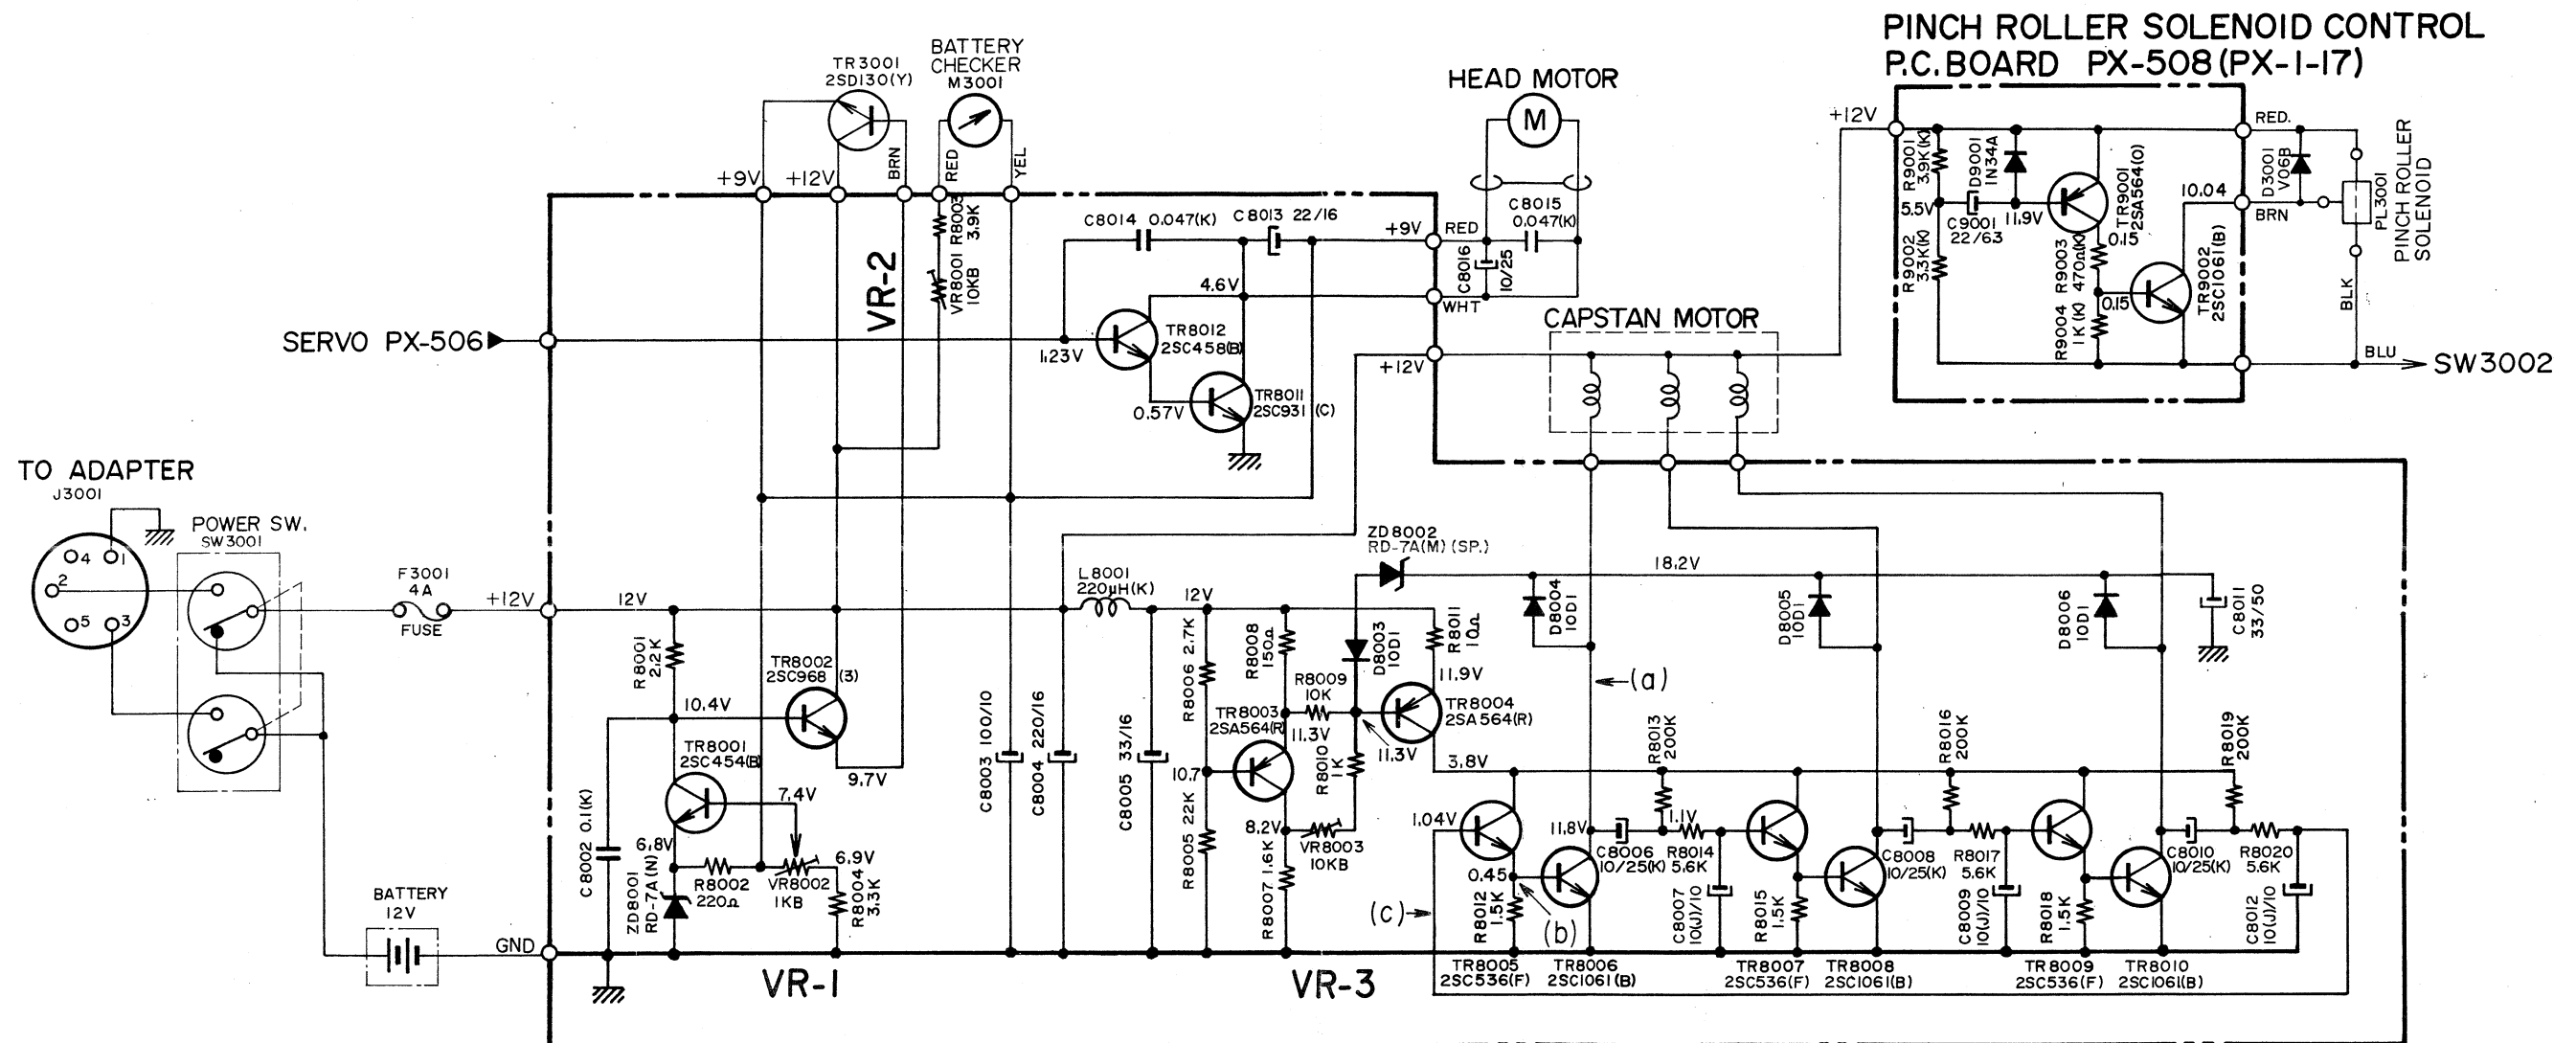 PINCH ROLLER SOLENOID CONTROL
P.C.BOARD PX-508(PX-1-17)
BATTERY
CHECKER
M3001
TR3001
2SD130(Y)
HEAD MOTOR
M
+12V
RED.
BRN
RED
YEL
+9V
+12V
R9001
3.9K(K)
D9001
1N34A
5.5V
C9001
22/63
11.9V
TR9001
2SA564(O)
10.04
BRN
D3001
V06B
PL3001
PINCH ROLLER
SOLENOID
R9002
3.3K(K)
R9003
470Ω(K)
0.15
0.15
R9004
1K(K)
TR9002
2SC1061(B)
BLK
BLU
SW3002
R8003
3.9K
VR8001
10KB
VR-2
C8014 0.047(K)
C8013 22/16
+9V
RED
C8015
0.047(K)
C8016
10/25
4.6V
WHT
SERVO PX-506
1.23V
TR8012
2SC458(B)
0.57V
TR8011
2SC931(C)
+12V
CAPSTAN MOTOR
TO ADAPTER
J3001
4
1
2
5
3
POWER SW.
SW3001
F3001
4A
FUSE
+12V
12V
L8001
220μH(K)
12V
ZD8002
RD-7A(M)(SP.)
18.2V
R8001
2.2K
TR8002
2SC968 (3)
10.4V
TR8001
2SC454(B)
7.4V
9.7V
C8002 0.1(K)
6.8V
ZD8001
RD-7A(N)
R8002
220Ω
VR8002
1KB
6.9V
R8004
3.3K
C8003 100/10
C8004 220/16
C8005 33/16
R8006 2.7K
R8008
150Ω
R8009
10K
D8003
10D1
R8011
10Ω
11.9V
TR8003
2SA564(R)
11.3V
11.3V
TR8004
2SA564(R)
R8010
1K
10.7
3.8V
R8005 22K
8.2V
R8007 1.6K
VR8003
10KB
D8004
10D1
D8005
10D1
D8006
10D1
C8011
33/50
(a)
R8013
200K
R8016
200K
R8019
200K
1.04V
11.8V
1.1V
C8006
10/25(K)
R8014
5.6K
C8008
10/25(K)
R8017
5.6K
C8010
10/25(K)
R8020
5.6K
0.45
(c)
(b)
R8012
1.5K
C8007
10(J)/10
R8015
1.5K
C8009
10(J)/10
R8018
1.5K
C8012
10(J)/10
BATTERY
12V
GND
VR-1
VR-3
TR8005
2SC536(F)
TR8006
2SC1061(B)
TR8007
2SC536(F)
TR8008
2SC1061(B)
TR8009
2SC536(F)
TR8010
2SC1061(B)